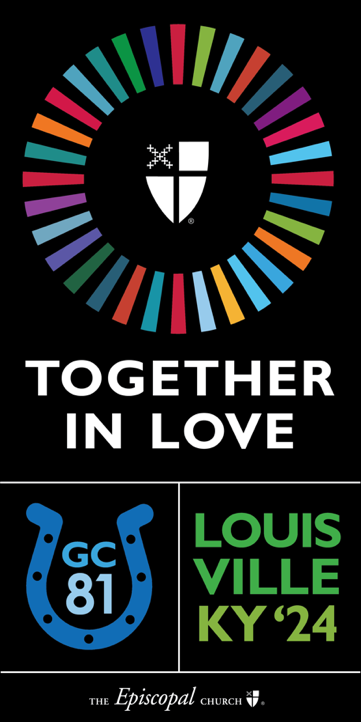 ®
TOGETHER
IN LOVE
GC
81
LOUIS
VILLE
KY ‘24
THE Episcopal CHURCH ®